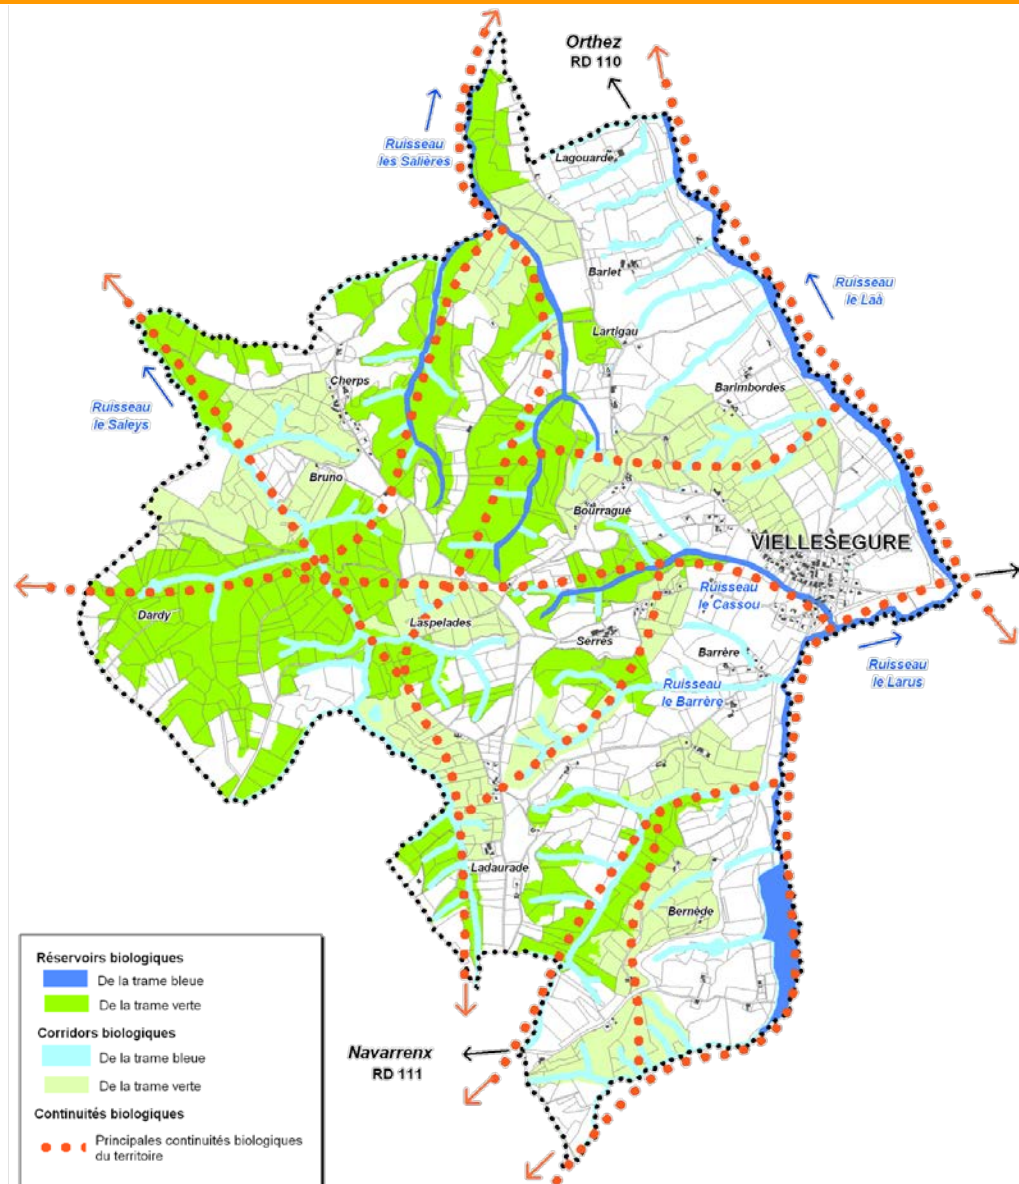 Orthez
RD 110
Ruisseau
les Salières
Lagouarde
Barlet
Ruisseau
le Laà
Lartigau
Cherps
Barimbordes
Ruisseau
le Saleys
Bruno
Bourragué
VIELLESEGURE
Ruisseau
le Cassou
Dardy
Laspelades
Serres
Barrère
Ruisseau
le Larus
Ruisseau
le Barrère
Ladaurade
Bernède
Navarrenx
RD 111
Réservoirs biologiques
De la trame bleue
De la trame verte
Corridors biologiques
De la trame bleue
De la trame verte
Continuités biologiques
Principales continuités biologiques
du territoire